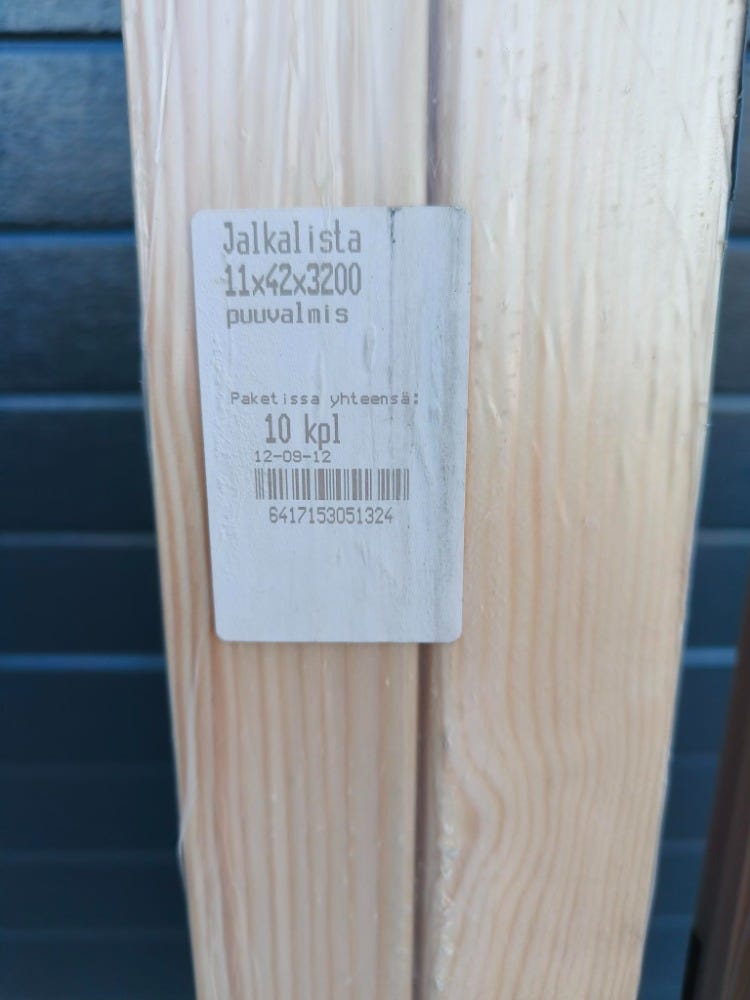 Jalkalista
11x42x3200
puuvalmis
Paketissa yhteensä:
10 kpl
12-09-12
6417153051324